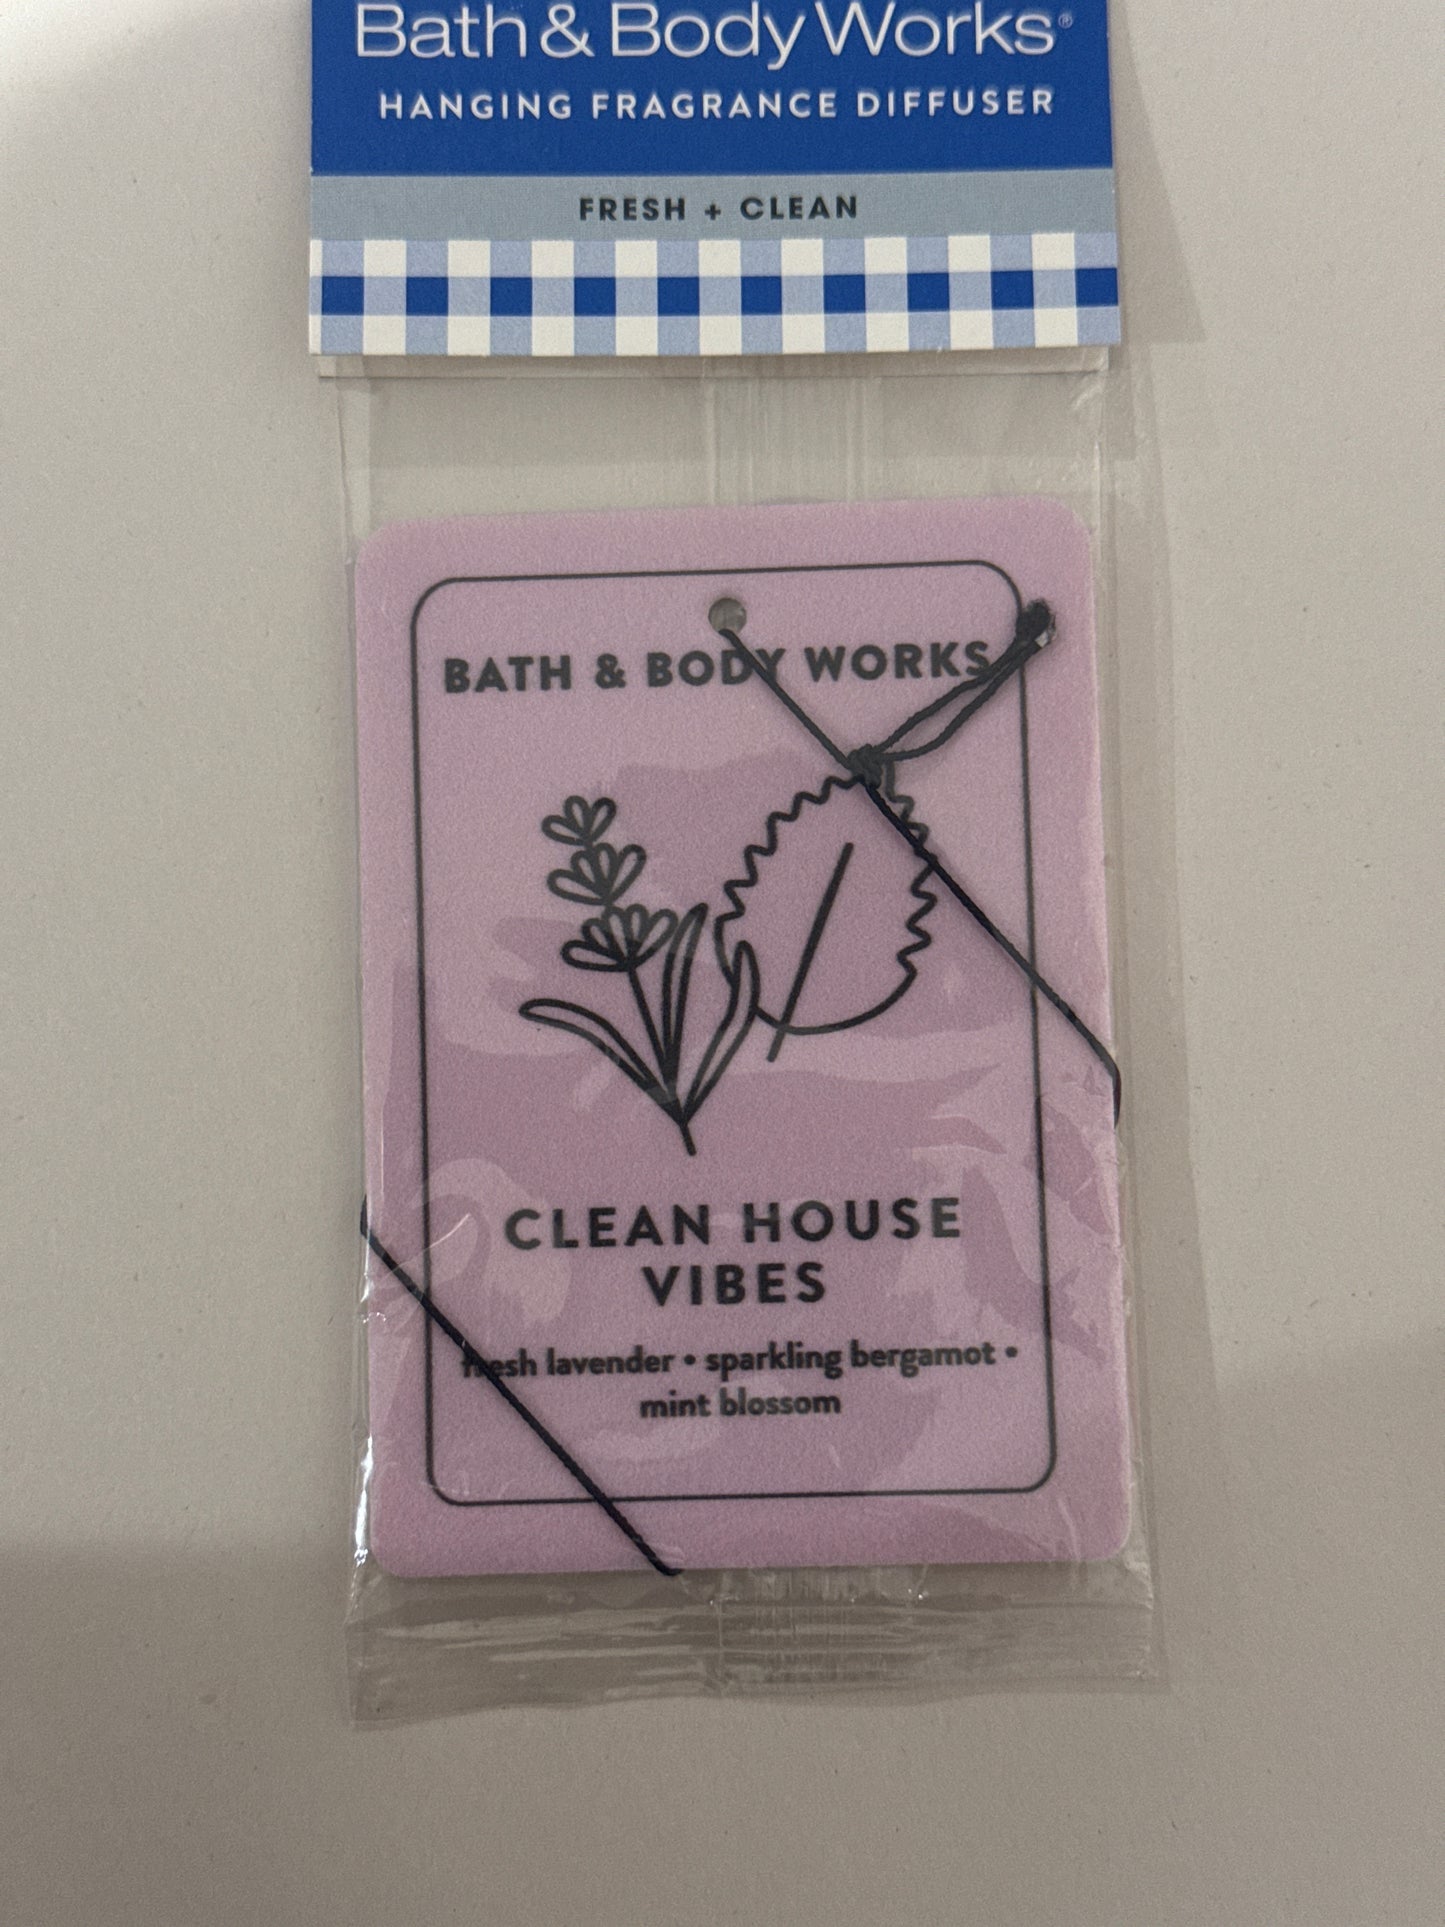 Bath & Body Works®
HANGING FRAGRANCE DIFFUSER
FRESH + CLEAN
BATH & BODY WORKS
CLEAN HOUSE
VIBES
fresh lavender • sparkling bergamot •
mint blossom